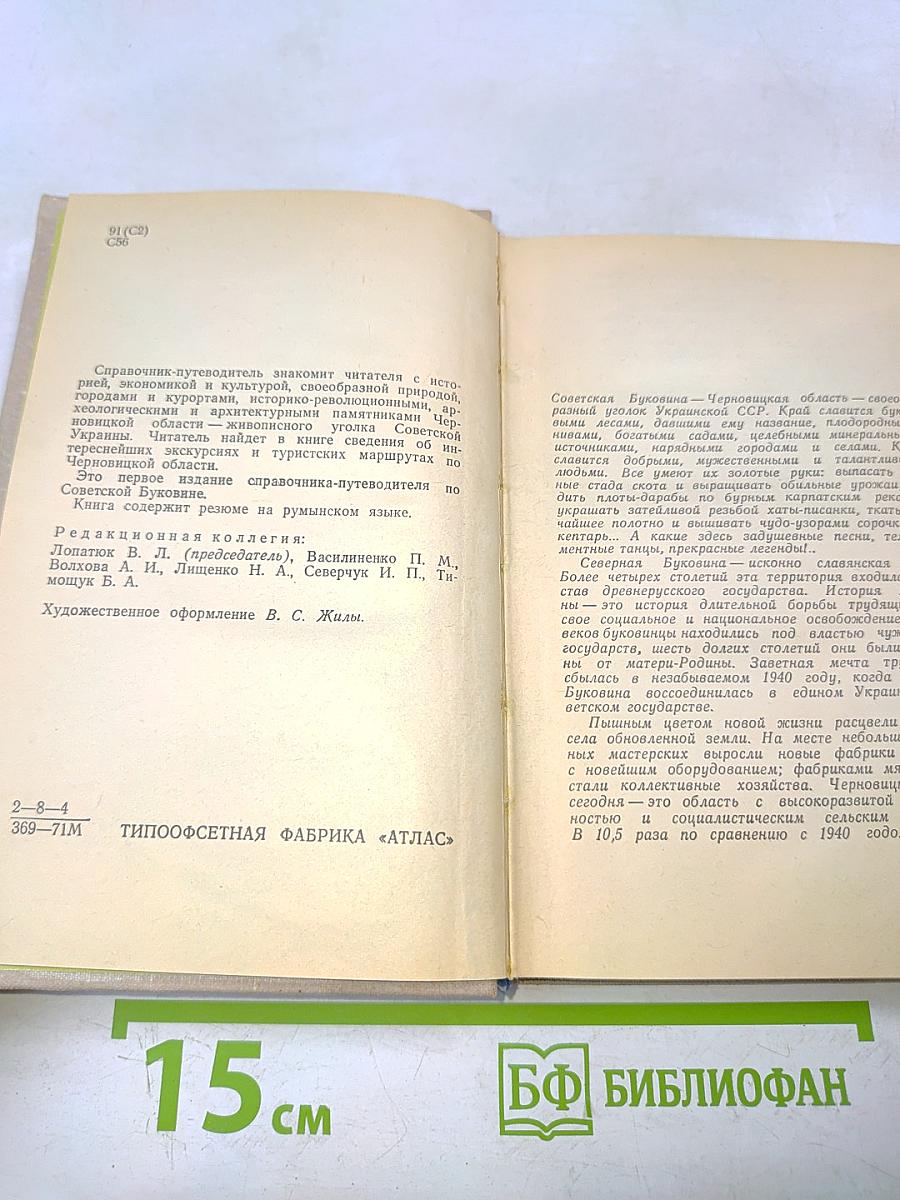 91(С2)
С56
Справочник-путеводитель знакомит читателя с исто-
рией, экономикой и культурой, своеобразной природой,
городами и курортами, историко-революционными, ар-
хеологическими и архитектурными памятниками Чер-
новицкой области — живописного уголка Советской
Украины. Читатель найдет в книге сведения об ин-
тереснейших экскурсиях и туристских маршрутах по
Черновицкой области.
Это первое издание справочника-путеводителя по
Советской Буковине.
Книга содержит резюме на румынском языке.
Редакционная коллегия:
Лопатюк В. Л. (председатель), Василиненко П. М.,
Волхова А. И., Лищенко Н. А., Северчук И. П., Ти-
мощук Б. А.
Художественное оформление В. С. Жилы.
2—8—4
369—71М
ТИПООФСЕТНАЯ ФАБРИКА «АТЛАС»
Советская Буковина — Черновицкая область — своео
разный уголок Украинской ССР. Край славится бук
выми лесами, давшими ему название, плодородны
нивами, богатыми садами, целебными минеральн
источниками, нарядными городами и селами. К
славится добрыми, мужественными и талантливы
людьми. Все умеют их золотые руки: выпасать
ные стада скота и выращивать обильные урожаи,
дить плоты-дарабы по бурным карпатским река
украшать затейливой резьбой хаты-писанки, ткать
чайшее полотно и вышивать чудо-узорами сорочк
кептарь... А какие здесь задушевные песни, тем
ментные танцы, прекрасные легенды!..
Северная Буковина — исконно славянская
Более четырех столетий эта территория входила
став древнерусского государства. История
ны — это история длительной борьбы трудящи
свое социальное и национальное освобождение
веков буковинцы находились под властью чуж
государств, шесть долгих столетий они были
ны от матери-Родины. Заветная мечта тру
сбылась в незабываемом 1940 году, когда
Буковина воссоединилась в едином Украин
ветском государстве.
Пышным цветом новой жизни расцвели
села обновленной земли. На месте небольш
ных мастерских выросли новые фабрики
с новейшим оборудованием; фабриками мя
стали коллективные хозяйства. Черновицк
сегодня — это область с высокоразвитой
ностью и социалистическим сельским
В 10,5 раза по сравнению с 1940 годо
15 см
БФ БИБЛИОФАН